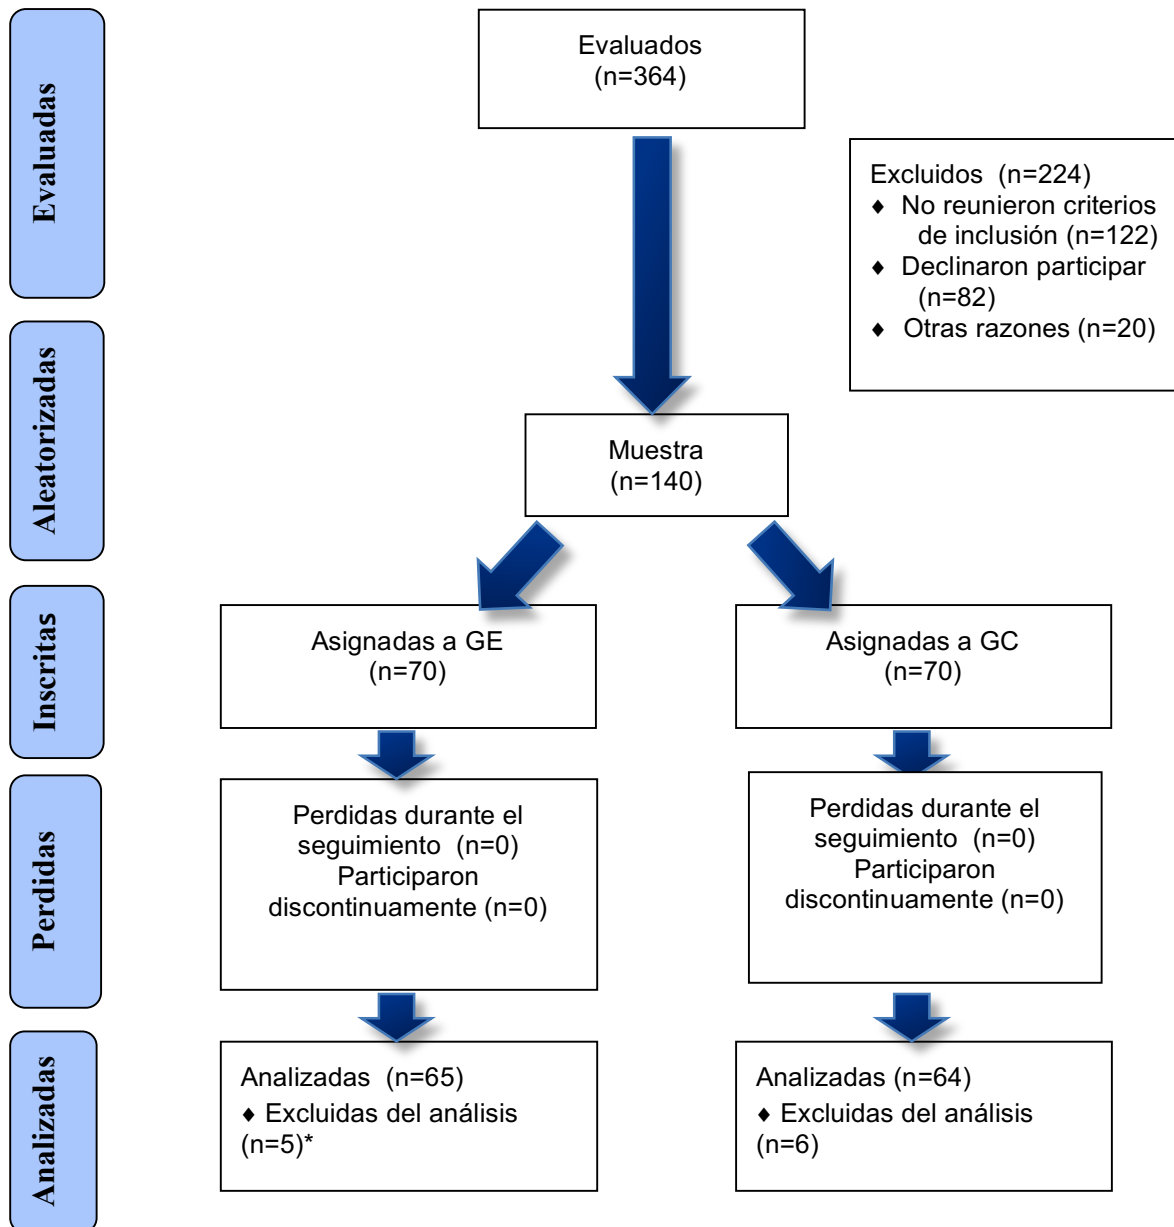 Evaluadas
Evaluados
(n=364)
Excluidos (n=224)
♦ No reunieron criterios
de inclusión (n=122)
♦ Declinaron participar
(n=82)
♦ Otras razones (n=20)
Aleatorizadas
Muestra
(n=140)
Inscritas
Asignadas a GE
(n=70)
Asignadas a GC
(n=70)
Perdidas
Perdidas durante el
seguimiento (n=0)
Participaron
discontinuamente (n=0)
Perdidas durante el
seguimiento (n=0)
Participaron
discontinuamente (n=0)
Analizadas
Analizadas (n=65)
♦ Excluidas del análisis
(n=5)*
Analizadas (n=64)
♦ Excluidas del análisis
(n=6)